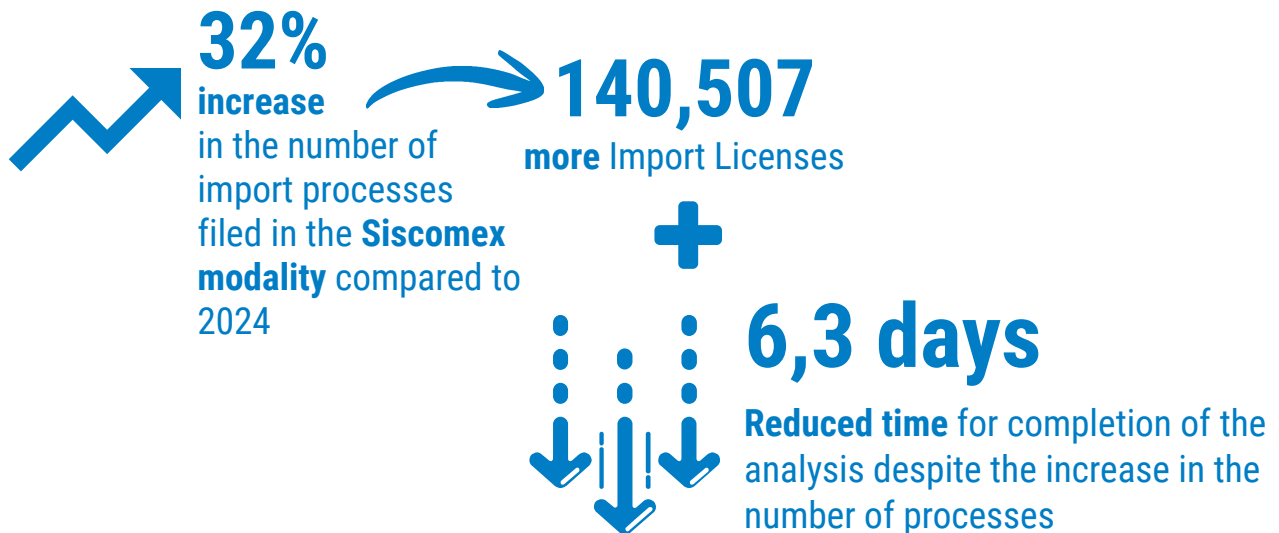 32%
increase
in the number of
import processes
filed in the Siscomex
modality compared to
2024
140,507
more Import Licenses
6,3 days
Reduced time for completion of the
analysis despite the increase in the
number of processes